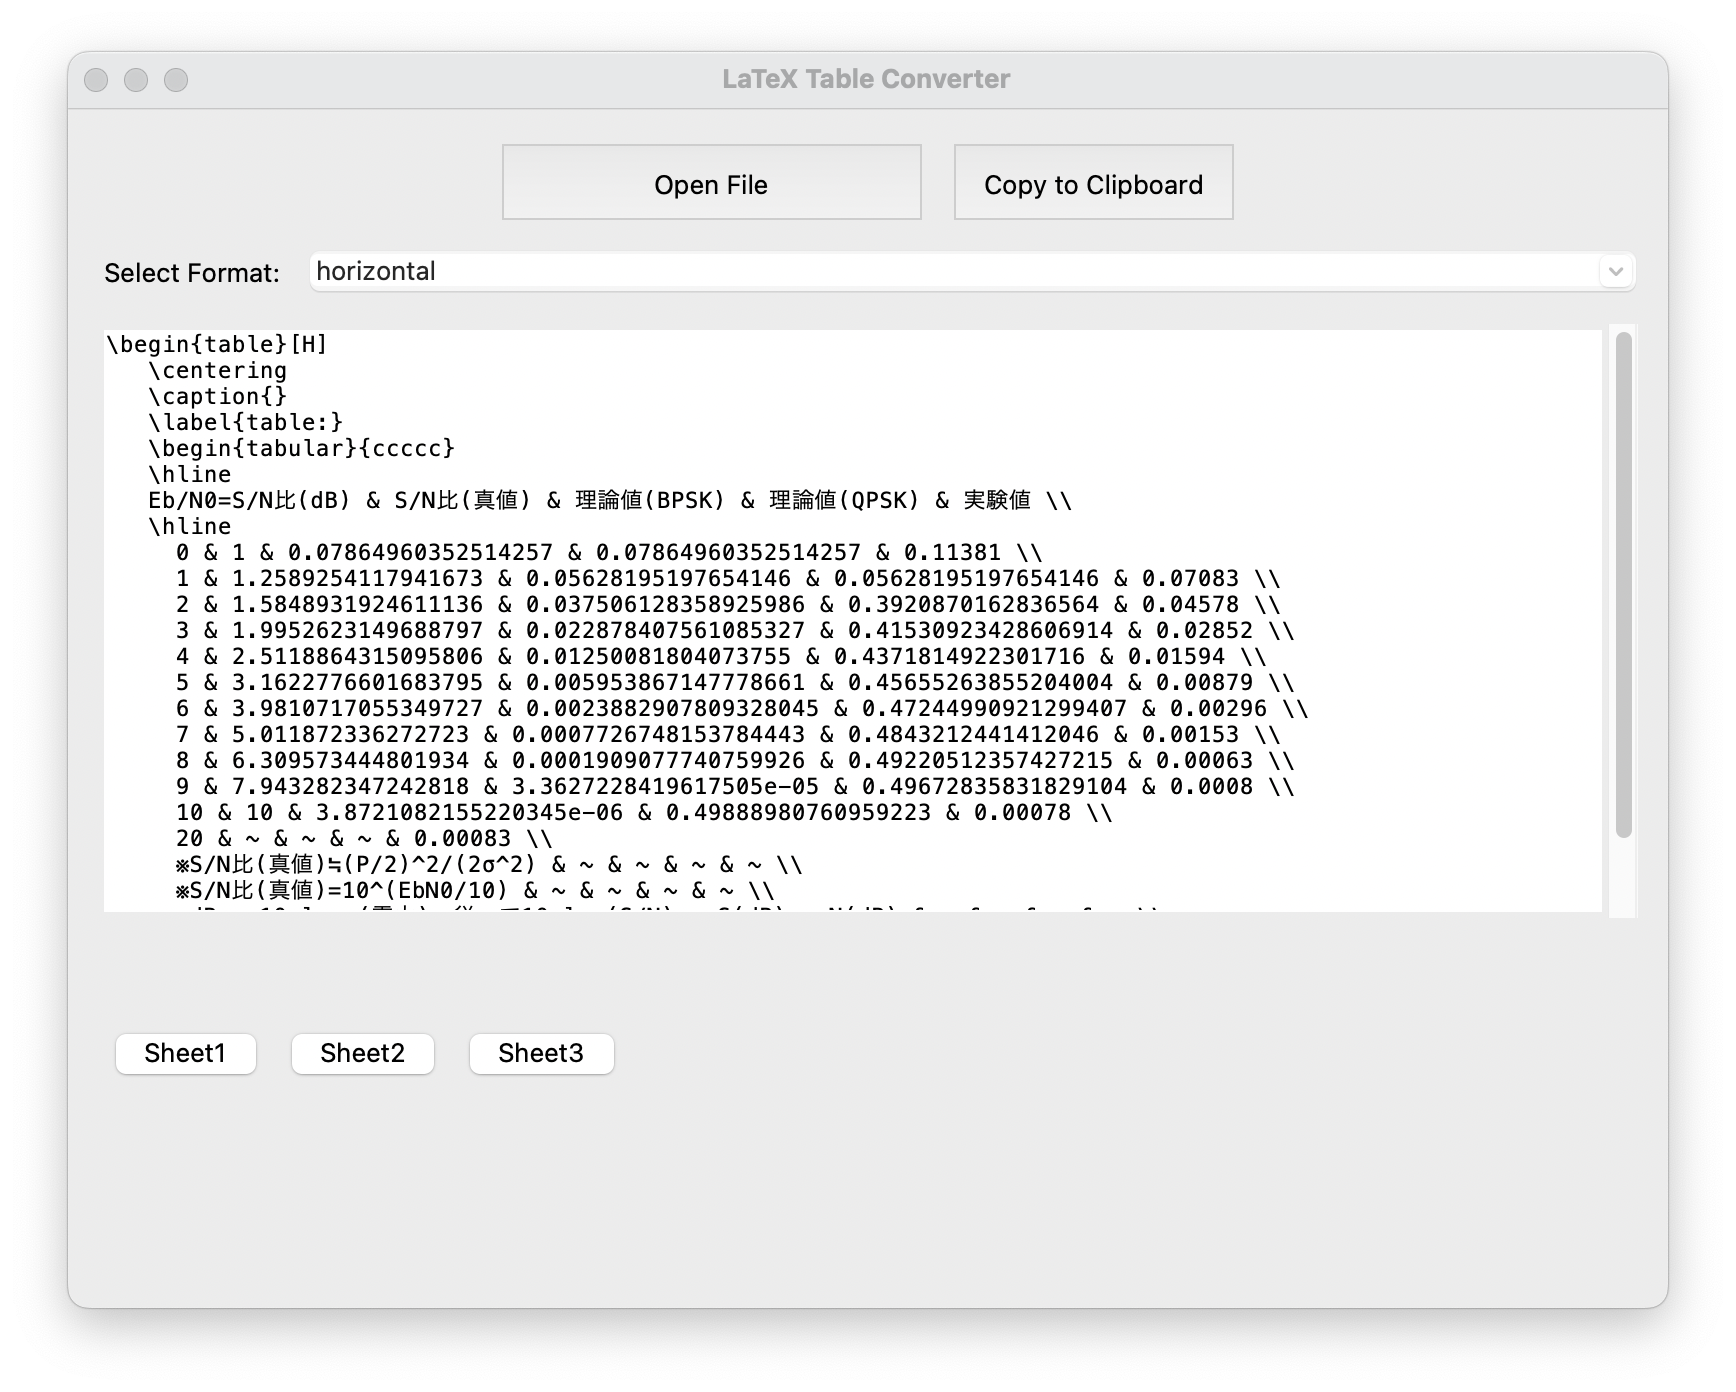 LaTeX Table Converter
Open File
Copy to Clipboard
Select Format:
horizontal
\begin{table}[H]
\centering
\caption{}
\label{table:}
\begin{tabular}{ccccc}
\hline
Eb/N0=S/N比(dB) & S/N比(真値) & 理論値(BPSK) & 理論値(QPSK) & 実験値 \\
\hline
0 & 1 & 0.07864960352514257 & 0.07864960352514257 & 0.11381 \\
1 & 1.2589254117941673 & 0.05628195197654146 & 0.05628195197654146 & 0.07083 \\
2 & 1.5848931924611136 & 0.037506128358925986 & 0.3920870162836564 & 0.04578 \\
3 & 1.9952623149688797 & 0.022878407561085327 & 0.41530923428606914 & 0.02852 \\
4 & 2.5118864315095806 & 0.01250081804073755 & 0.4371814922301716 & 0.01594 \\
5 & 3.1622776601683795 & 0.005953867147778661 & 0.45655263855204004 & 0.00879 \\
6 & 3.9810717055349727 & 0.0023882907809328045 & 0.47244990921299407 & 0.00296 \\
7 & 5.011872336272723 & 0.0007726748153784443 & 0.4843212441412046 & 0.00153 \\
8 & 6.309573444801934 & 0.0001909077740759926 & 0.49220512357427215 & 0.00063 \\
9 & 7.943282347242818 & 3.3627228419617505e-05 & 0.49672835831829104 & 0.0008 \\
10 & 10 & 3.8721082155220345e-06 & 0.49888980760959223 & 0.00078 \\
20 & ~ & ~ & ~ & 0.00083 \\
※S/N比(真値)≒(P/2)^2/(2σ^2) & ~ & ~ & ~ & ~ \\
※S/N比(真値)=10^(EbN0/10) & ~ & ~ & ~ & ~ \\
Sheet1
Sheet2
Sheet3